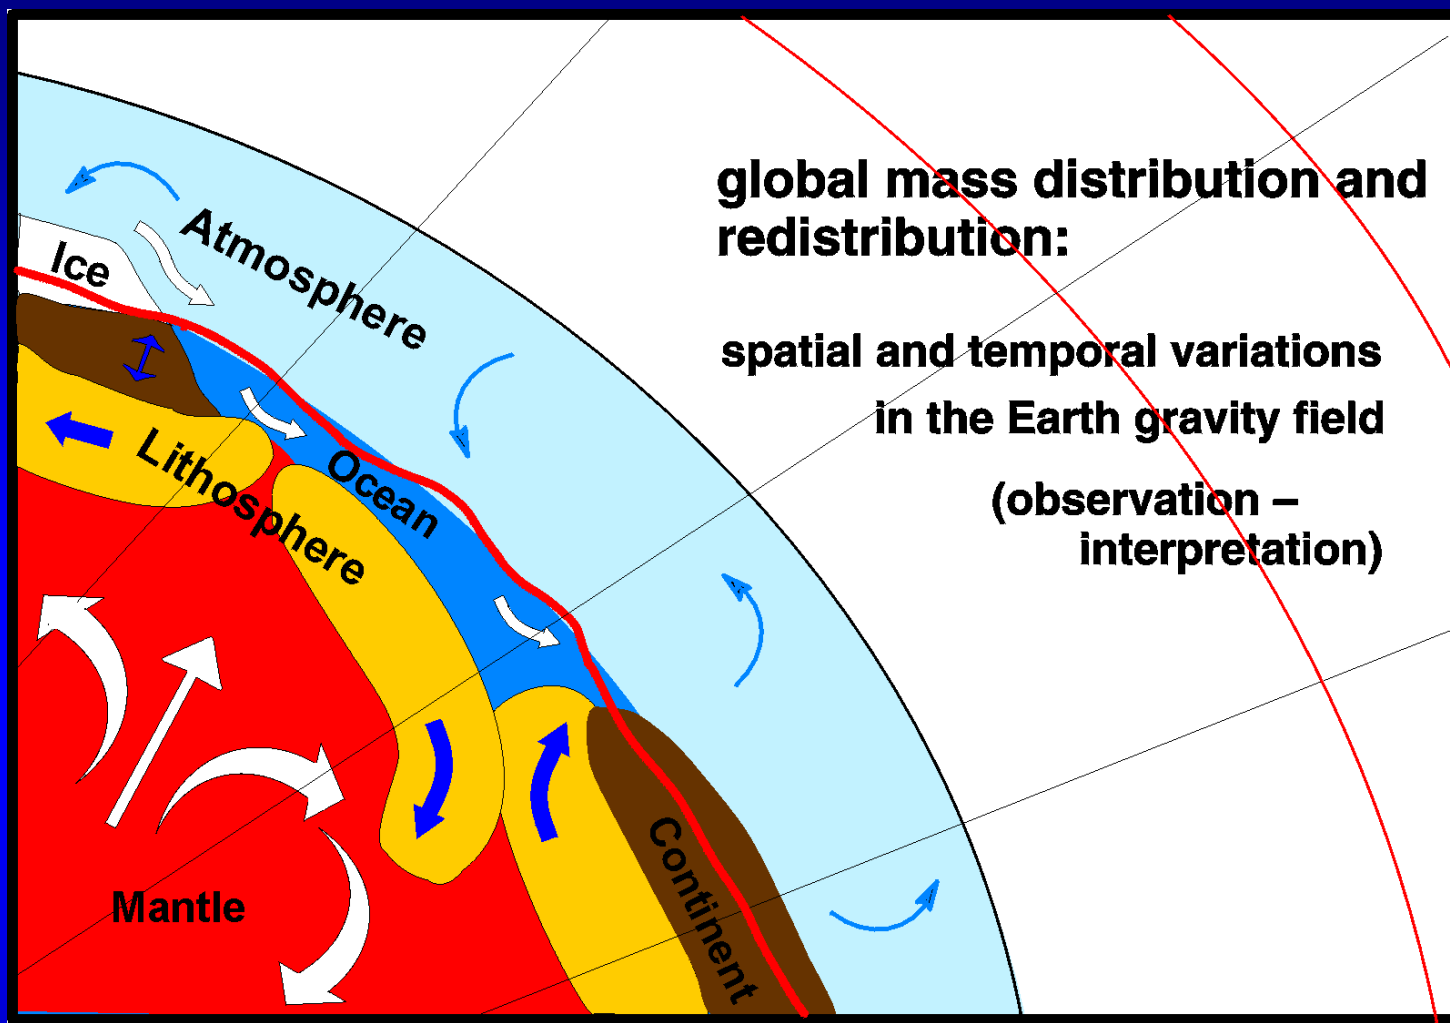 global mass distribution and
redistribution:
spatial and temporal variations
in the Earth gravity field
(observation –
interpretation)
Atmosphere
Ice
Ocean
Lithosphere
Mantle
Continent